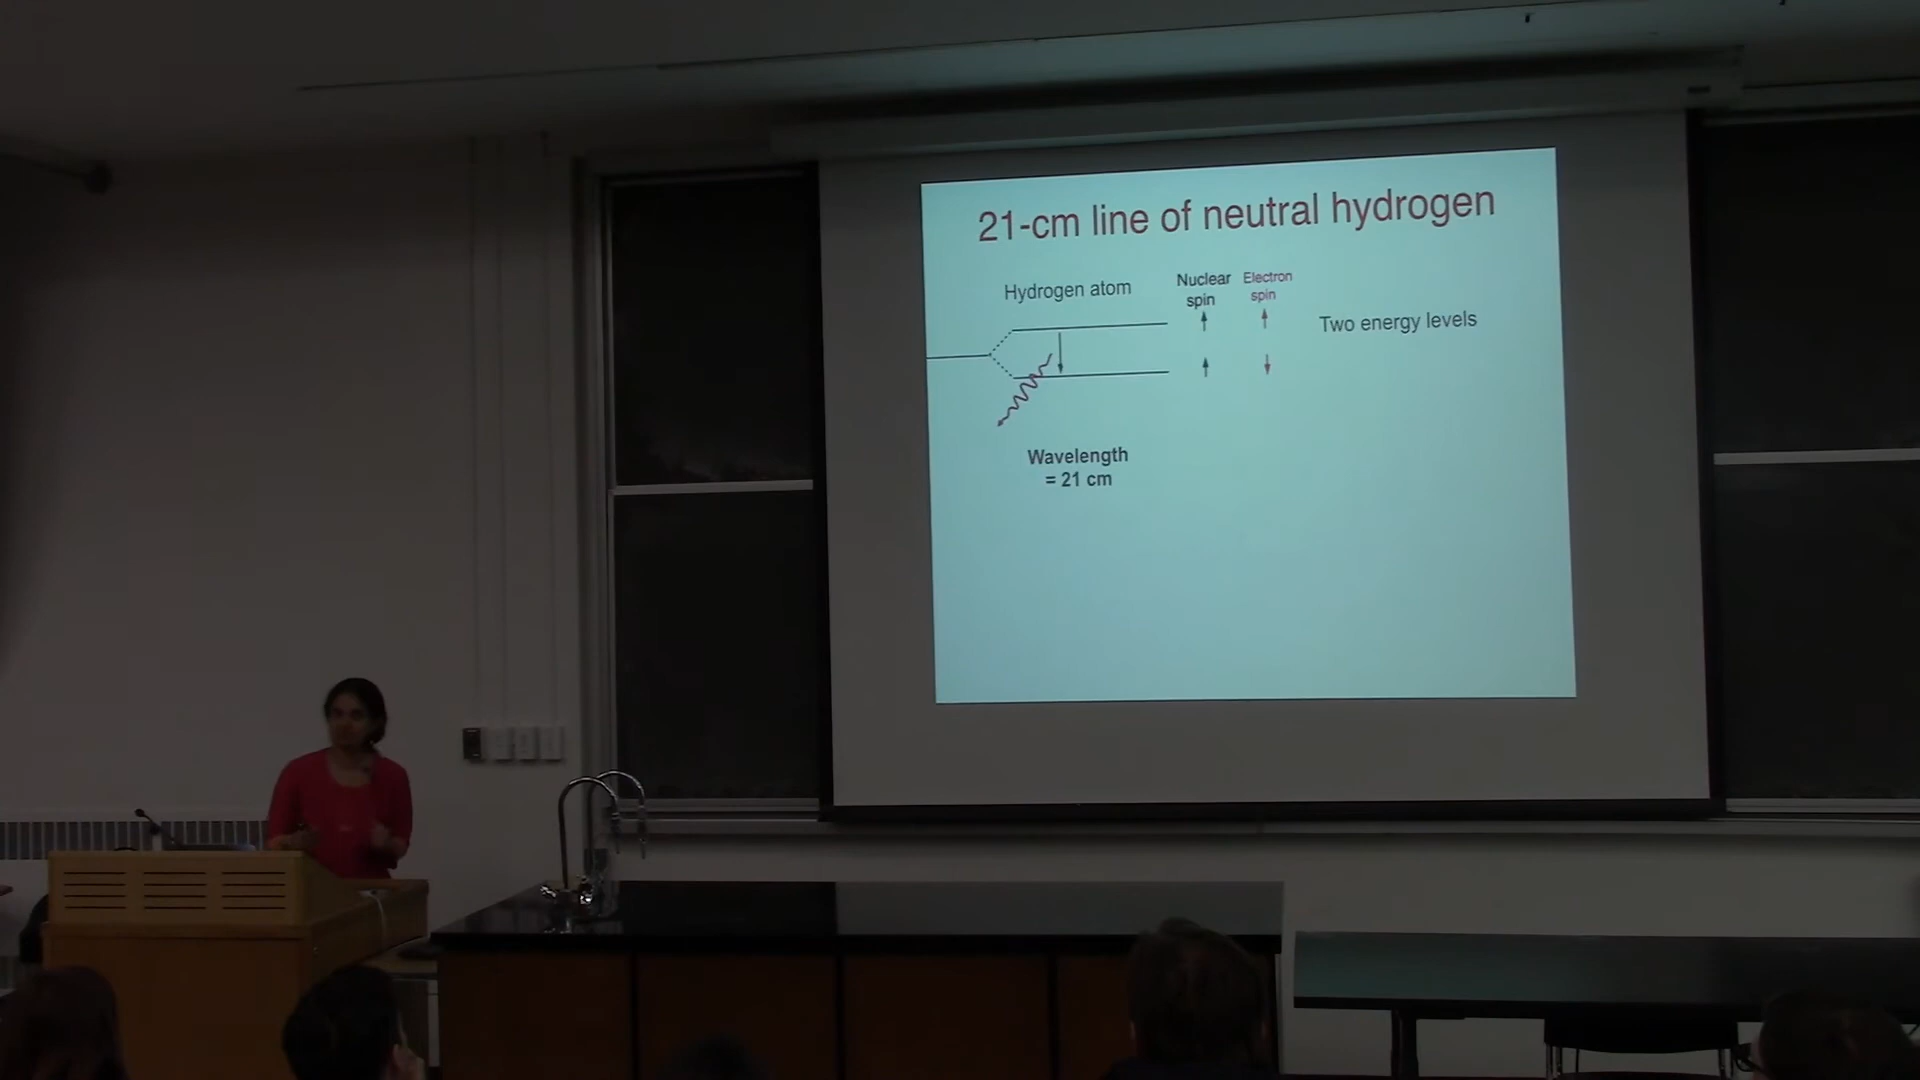 21-cm line of neutral hydrogen
Hydrogen atom
Nuclear
spin
Electron
spin
Two energy levels
Wavelength
= 21 cm